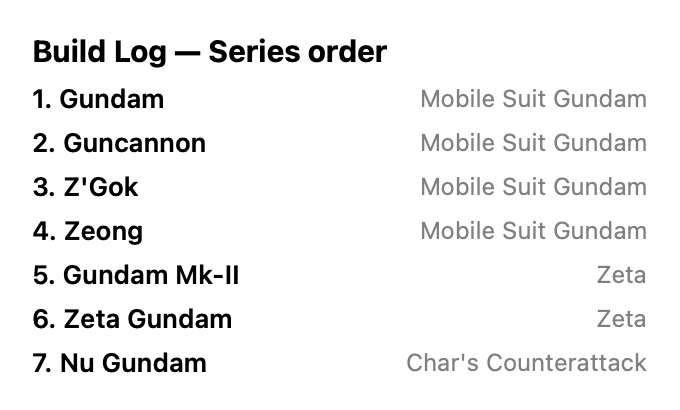 Build Log — Series order
1. Gundam Mobile Suit Gundam
2. Guncannon Mobile Suit Gundam
3. Z'Gok Mobile Suit Gundam
4. Zeong Mobile Suit Gundam
5. Gundam Mk-II Zeta
6. Zeta Gundam Zeta
7. Nu Gundam Char's Counterattack